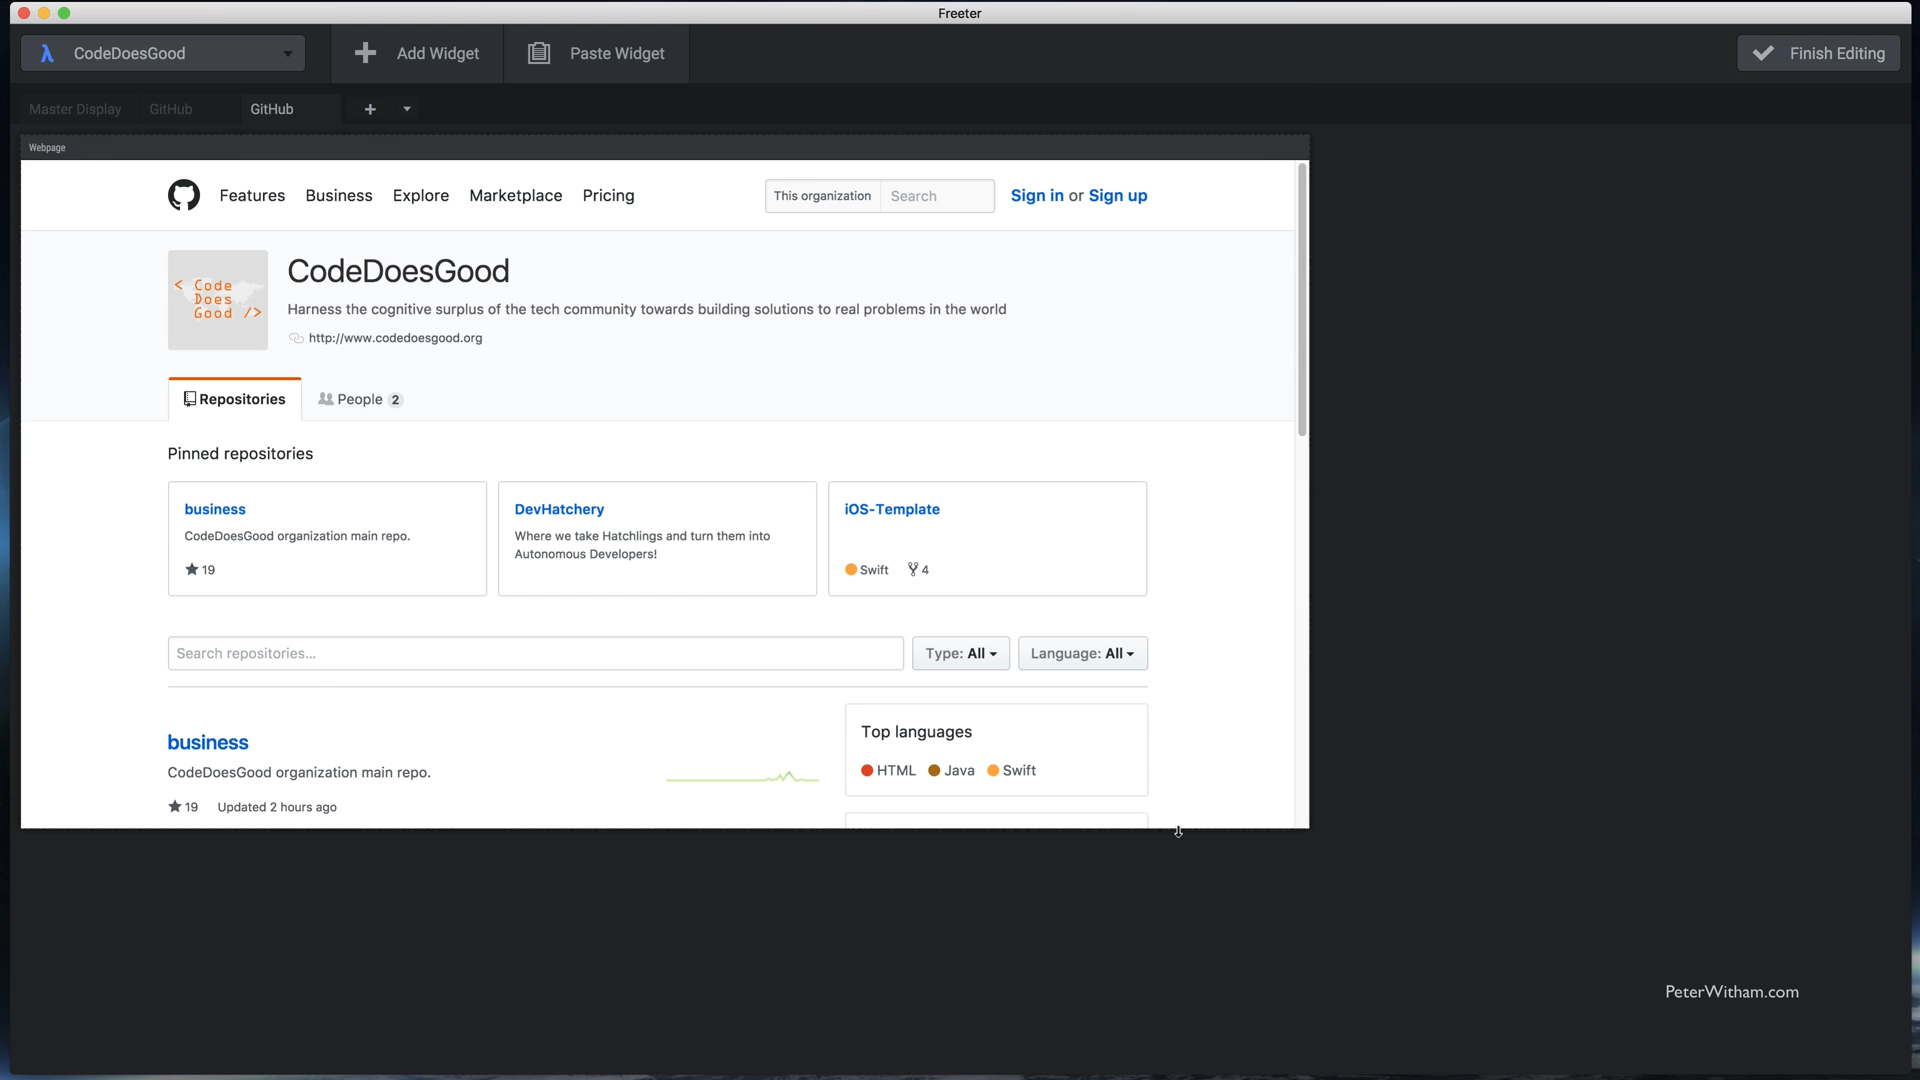 Freeter
CodeDoesGood
Add Widget
Paste Widget
Finish Editing
Master Display
GitHub
GitHub
Webpage
Features Business Explore Marketplace Pricing
This organization Search
Sign in or Sign up
< Code
Does
Good />
CodeDoesGood
Harness the cognitive surplus of the tech community towards building solutions to real problems in the world
http://www.codedoesgood.org
Repositories
People 2
Pinned repositories
business
CodeDoesGood organization main repo.
19
DevHatchery
Where we take Hatchlings and turn them into
Autonomous Developers!
iOS-Template
Swift 4
Search repositories...
Type: All
Language: All
business
CodeDoesGood organization main repo.
19 Updated 2 hours ago
Top languages
HTML Java Swift
PeterWitham.com